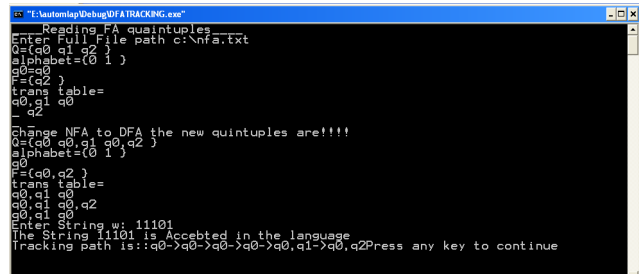 "E:\automlap\Debug\DFATRACKING.exe"
____Reading FA quaintuples____
Enter Full File path c:\nfa.txt
Q={q0 q1 q2 }
alphabet={0 1 }
q0=q0
F={q2 }
trans table=
q0,q1 q0
_ q2
_ _
change NFA to DFA the new quintuples are!!!!
Q={q0 q0,q1 q0,q2 }
alphabet={0 1 }
q0
F={q0,q2 }
trans table=
q0,q1 q0
q0,q1 q0,q2
q0,q1 q0
Enter String w: 11101
The String 11101 is Accebted in the language
Tracking path is::q0->q0->q0->q0->q0,q1->q0,q2Press any key to continue